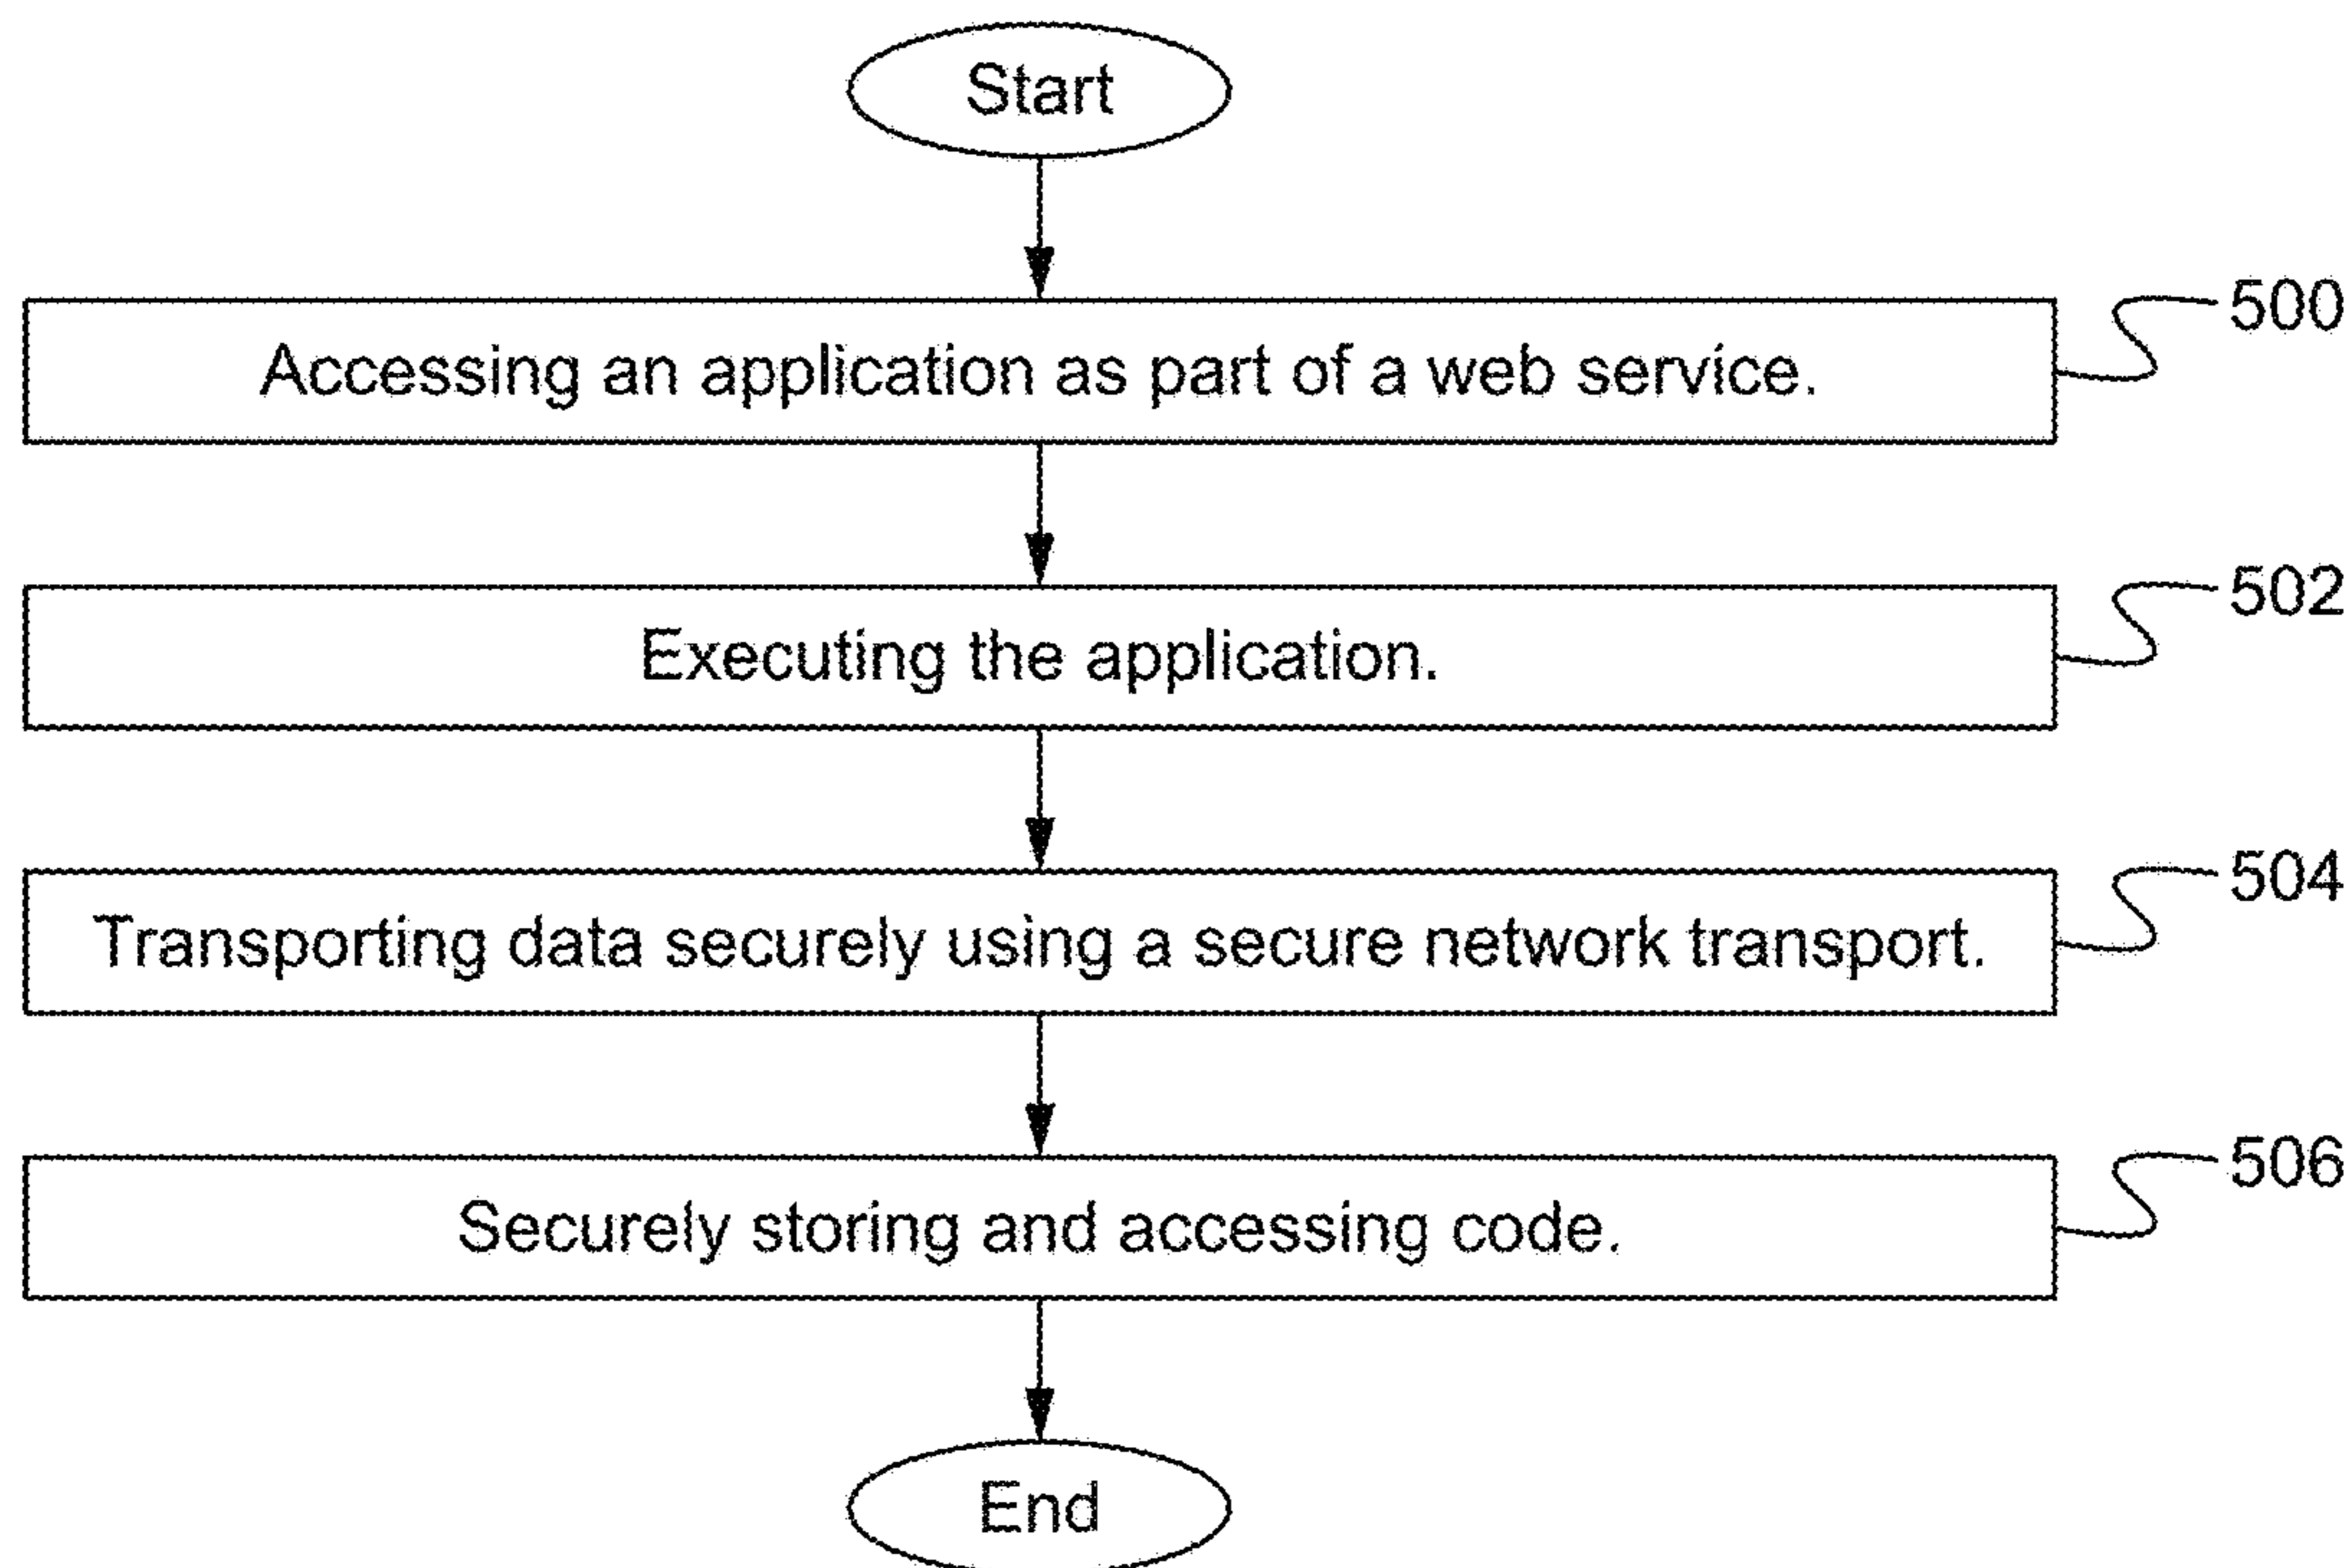 Start
500
Accessing an application as part of a web service.
502
Executing the application.
504
Transporting data securely using a secure network transport.
506
Securely storing and accessing code.
End